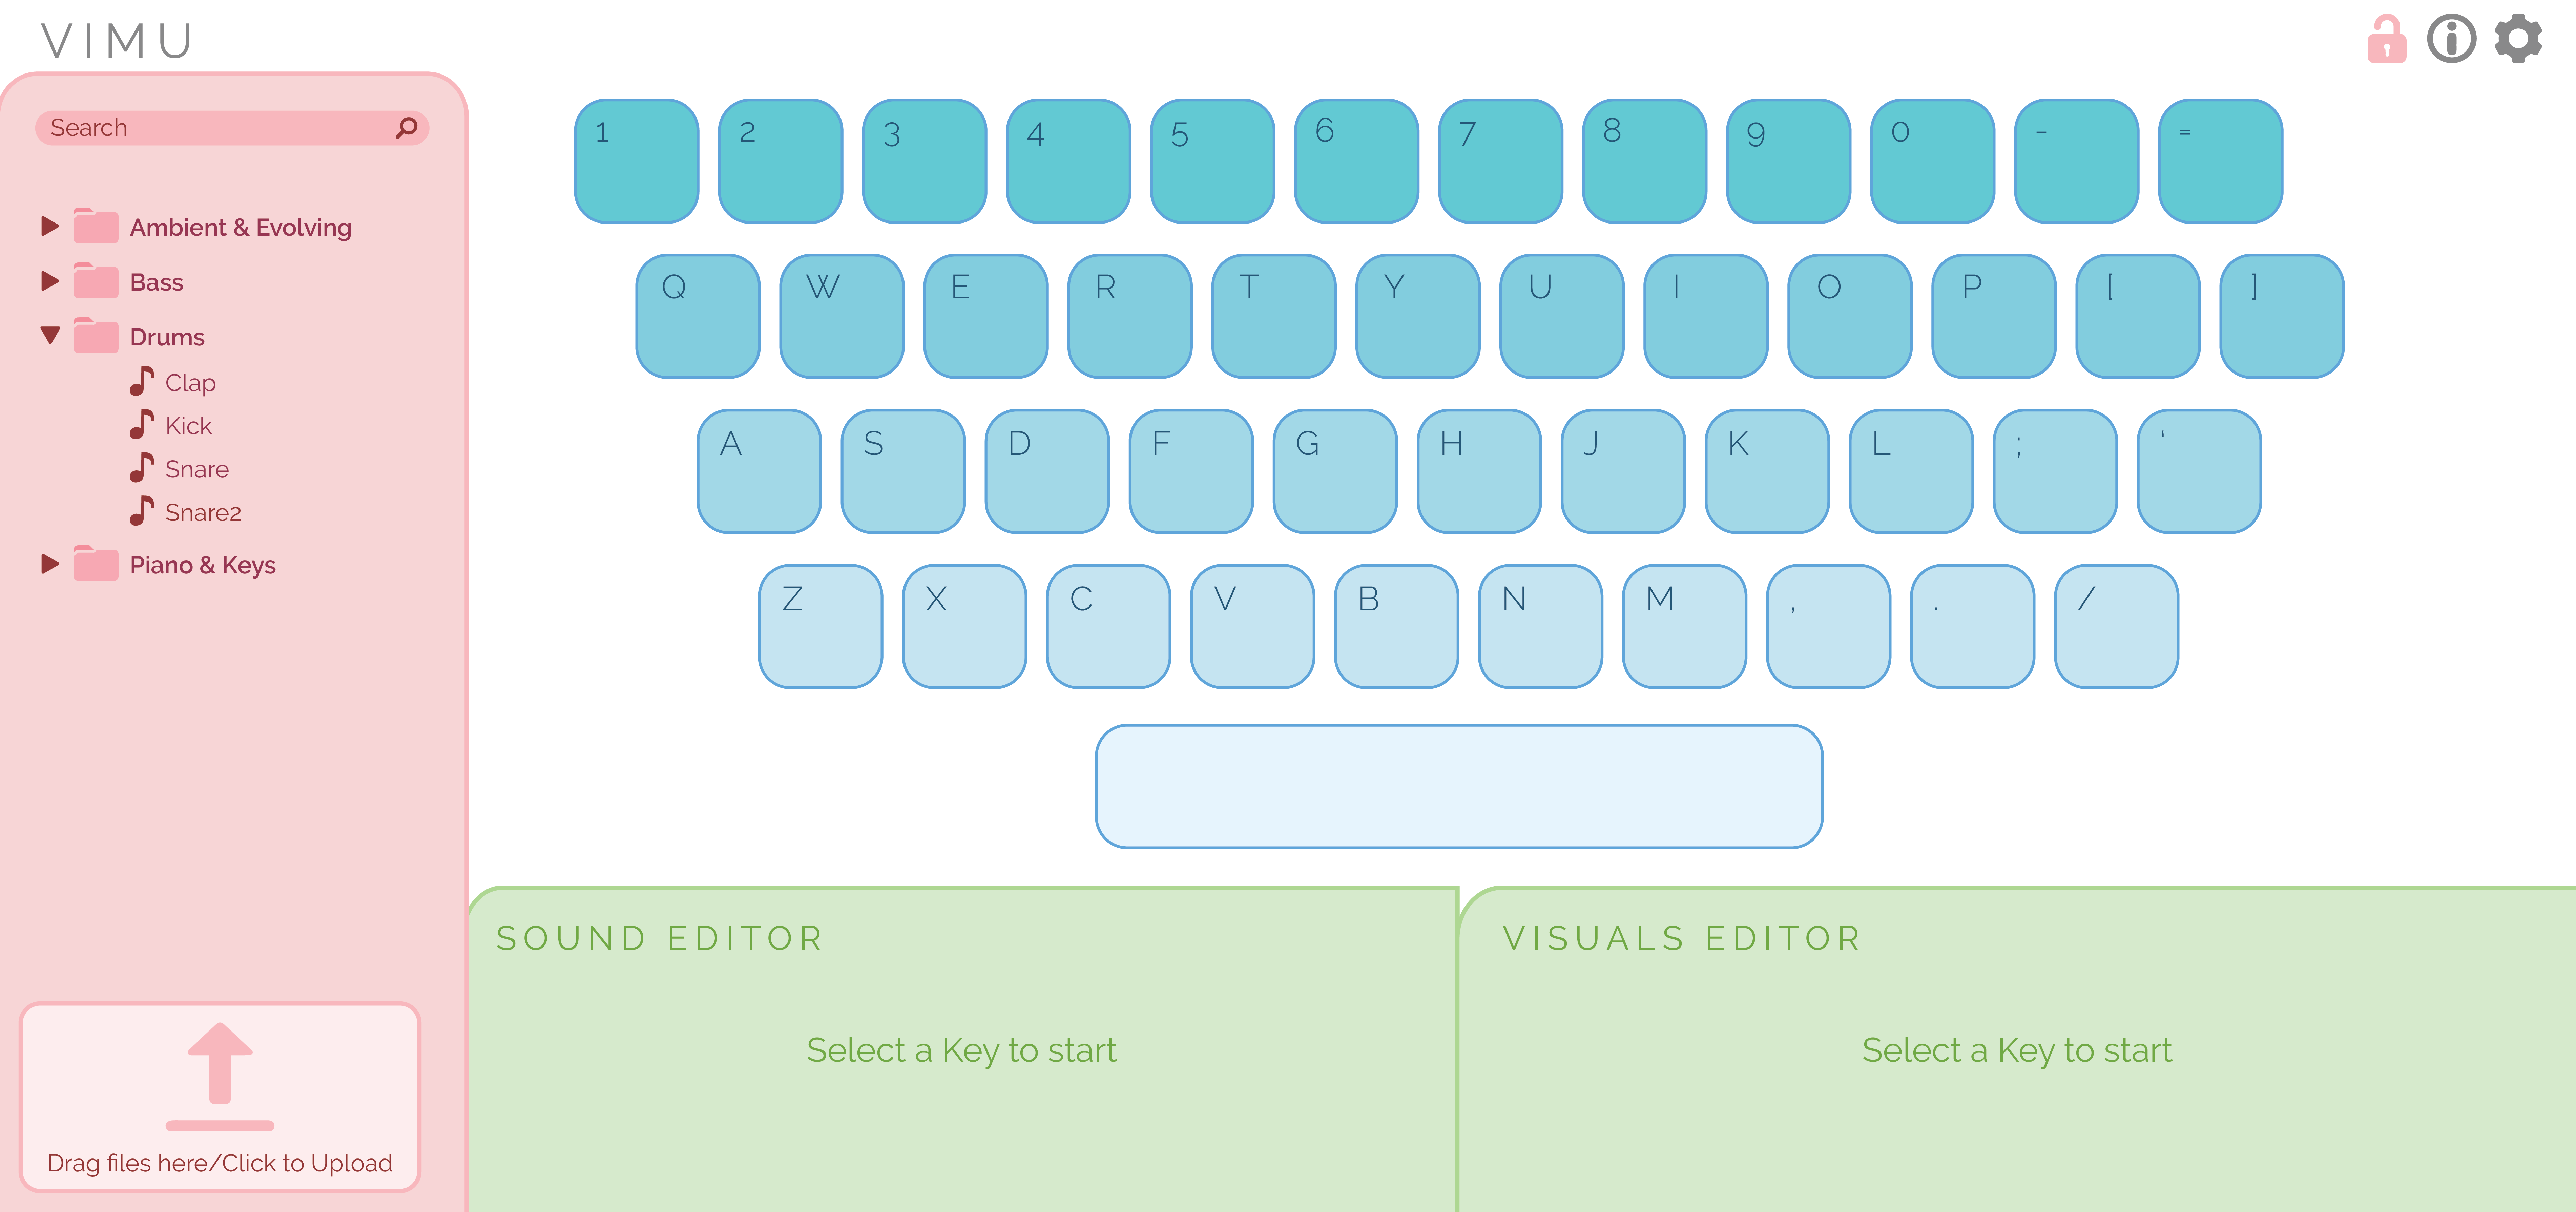 VIMU
Search
Ambient & Evolving
Bass
Drums
Clap
Kick
Snare
Snare2
Piano & Keys
Drag files here/Click to Upload
1 2 3 4 5 6 7 8 9 0 - =
Q W E R T Y U I O P [ ]
A S D F G H J K L ; ‘
Z X C V B N M , . /
SOUND EDITOR
Select a Key to start
VISUALS EDITOR
Select a Key to start